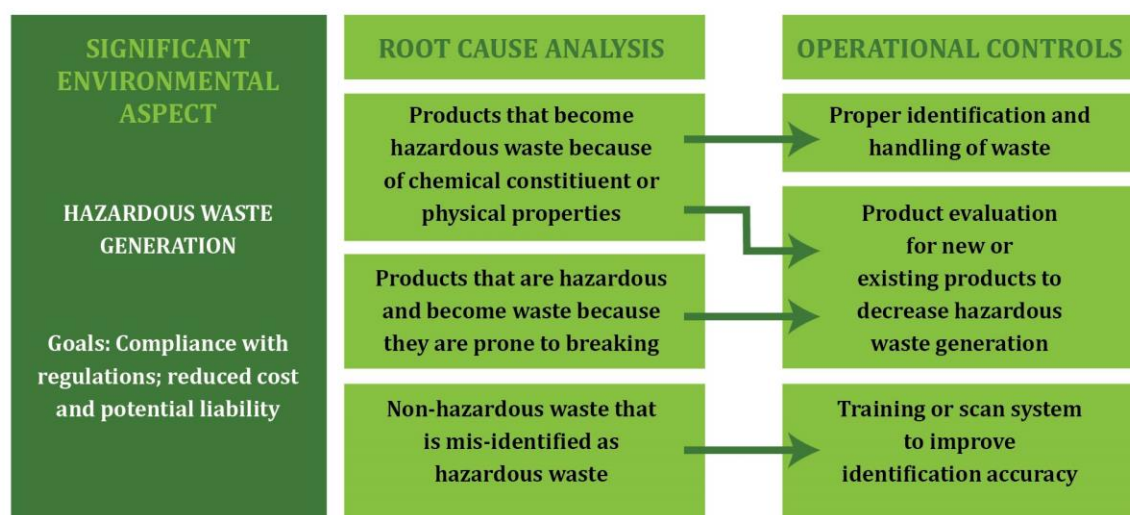 SIGNIFICANT
ENVIRONMENTAL
ASPECT
HAZARDOUS WASTE
GENERATION
Goals: Compliance with
regulations; reduced cost
and potential liability
ROOT CAUSE ANALYSIS
Products that become
hazardous waste because
of chemical constitiuent or
physical properties
Products that are hazardous
and become waste because
they are prone to breaking
Non-hazardous waste that
is mis-identified as
hazardous waste
OPERATIONAL CONTROLS
Proper identification and
handling of waste
Product evaluation
for new or
existing products to
decrease hazardous
waste generation
Training or scan system
to improve
identification accuracy